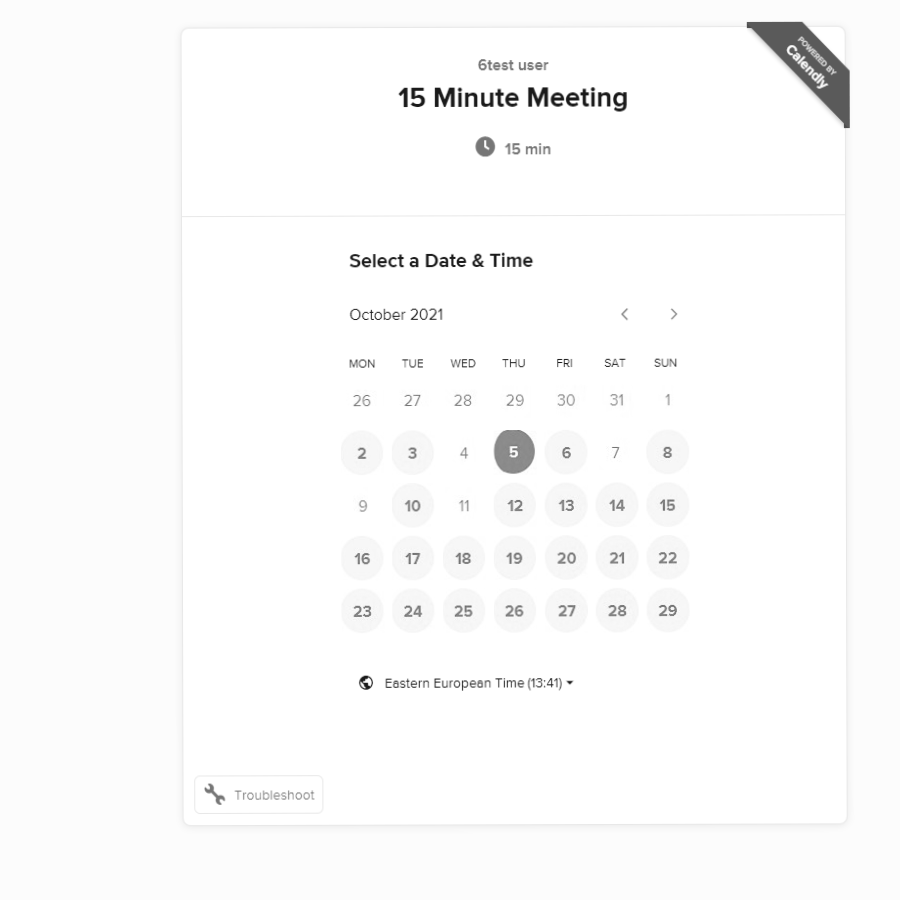 POWERED BY
Calendly
6test user
15 Minute Meeting
15 min
Select a Date & Time
October 2021
MON TUE WED THU FRI SAT SUN
26 27 28 29 30 31 1
2 3 4 5 6 7 8
9 10 11 12 13 14 15
16 17 18 19 20 21 22
23 24 25 26 27 28 29
Eastern European Time (13:41)
Troubleshoot